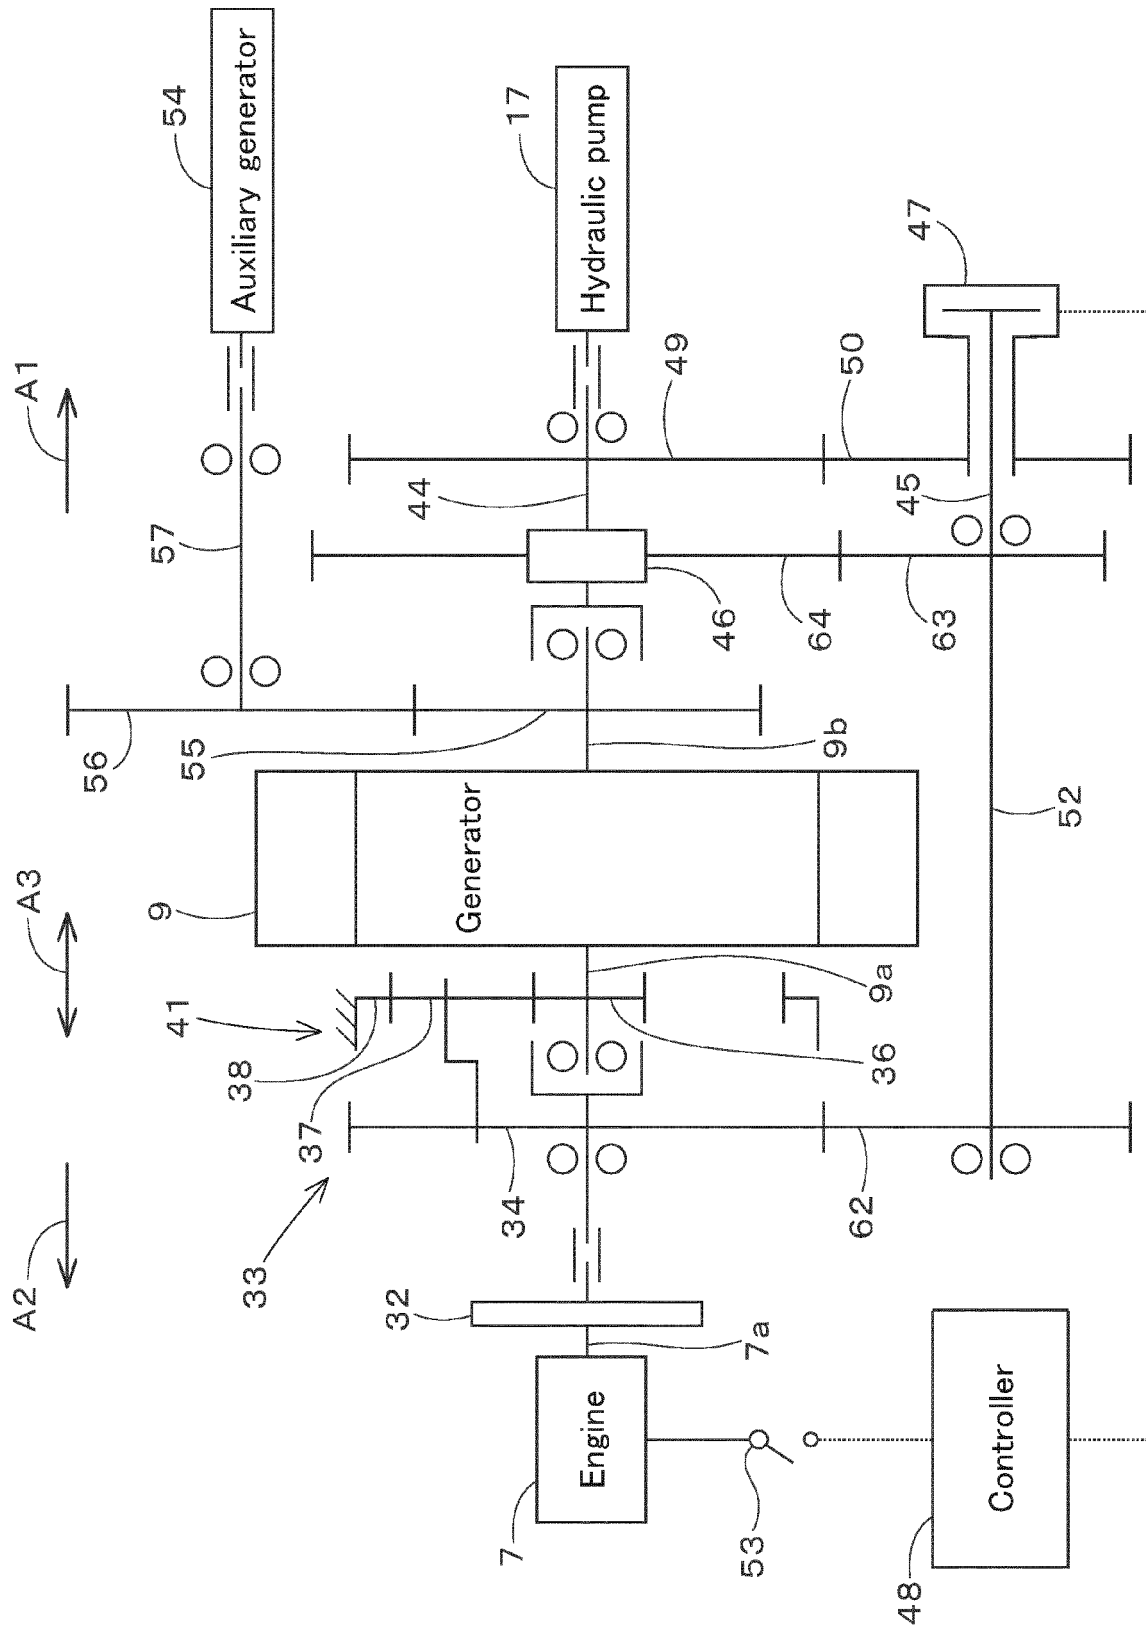 A1
A3
A2
54
Auxiliary generator
17
Hydraulic pump
47
49
50
44
45
57
46
64
63
56
55
9b
52
9
Generator
9a
41
38
36
37
34
62
33
32
7a
7
Engine
53
48
Controller